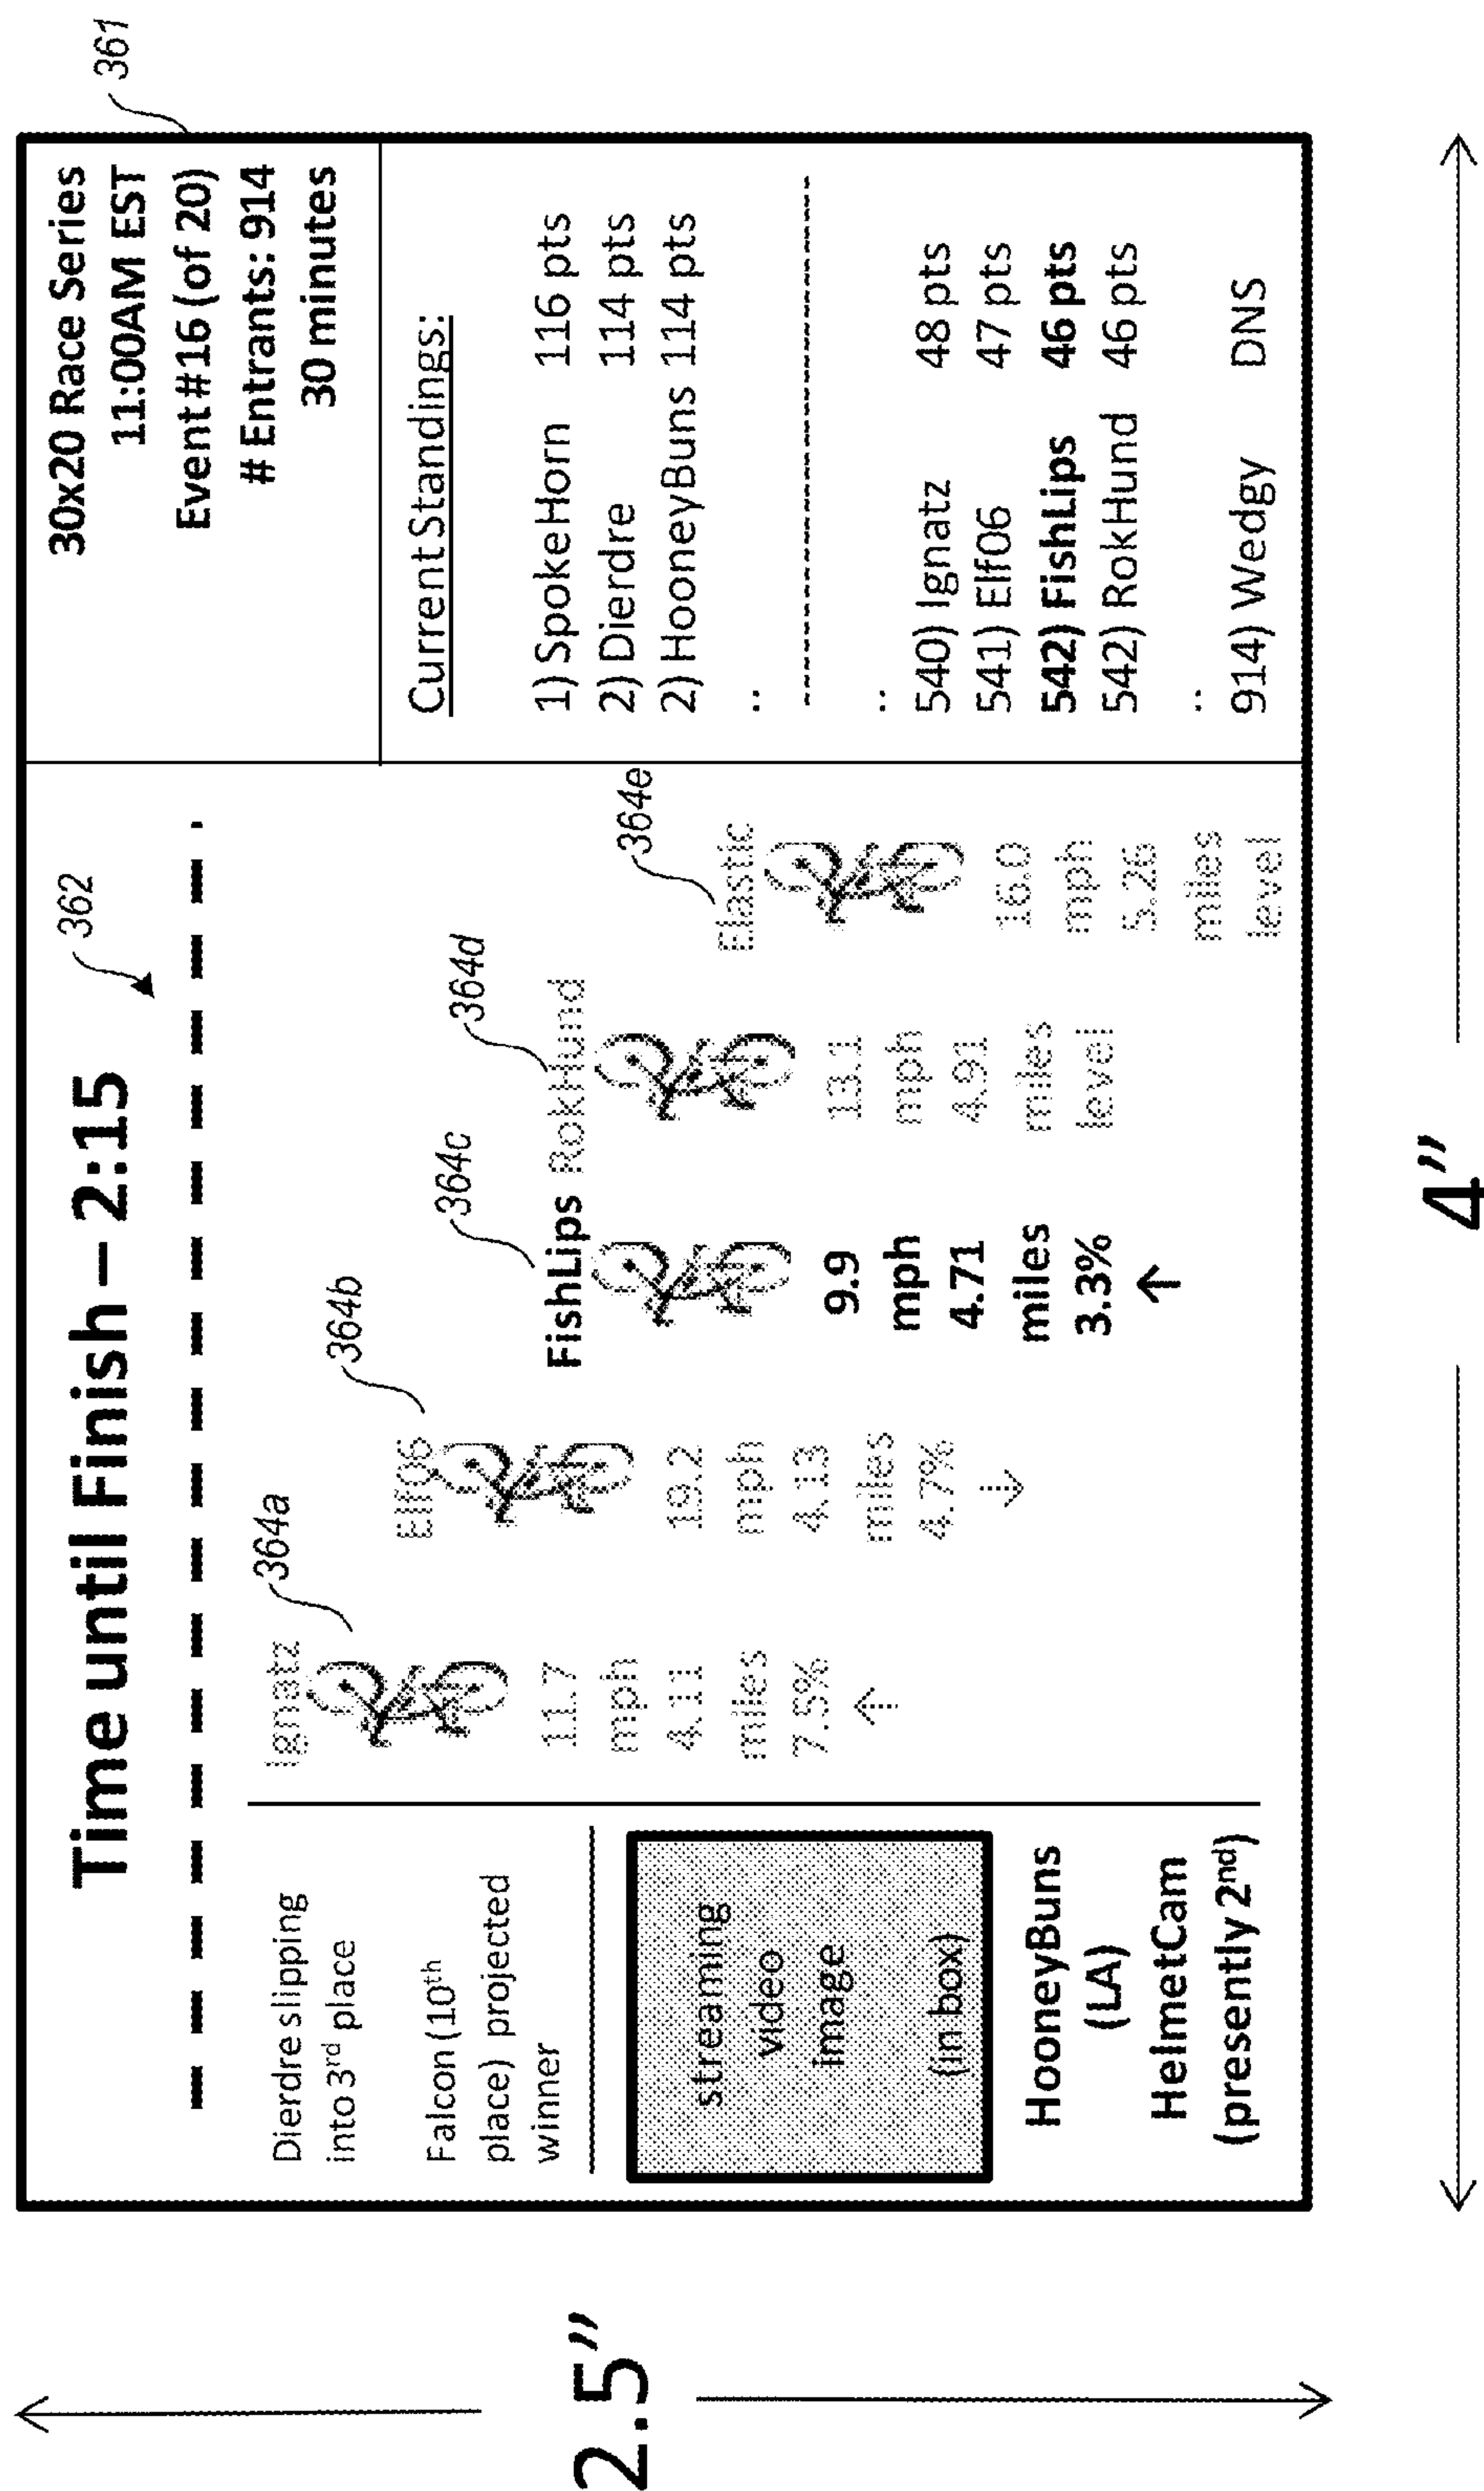 361
30x20 Race Series
11:00AM EST
Event#16 (of 20)
# Entrants: 914
30 minutes
Time until Finish – 2:15
362
Dierdre slipping
into 3rd place
Falcon (10th
place) projected
winner
streaming
video
image
(in box)
HooneyBuns
(LA)
HelmetCam
(presently 2nd)
364a
Ignatz
11.7
mph
4.11
miles
7.5%
↑
364b
Elf06
19.2
mph
4.13
miles
4.7%
↓
364c
FishLips
9.9
mph
4.71
miles
3.3%
↑
364d
RokHund
13.1
mph
4.91
miles
level
364e
Elastic
16.0
mph
5.26
miles
level
Current Standings:
1) SpokeHorn 116 pts
2) Dierdre 114 pts
2) HooneyBuns 114 pts
..
..
540) Ignatz 48 pts
541) Elf06 47 pts
542) FishLips 46 pts
542) RokHund 46 pts
..
914) Wedgy DNS
2.5”
4”